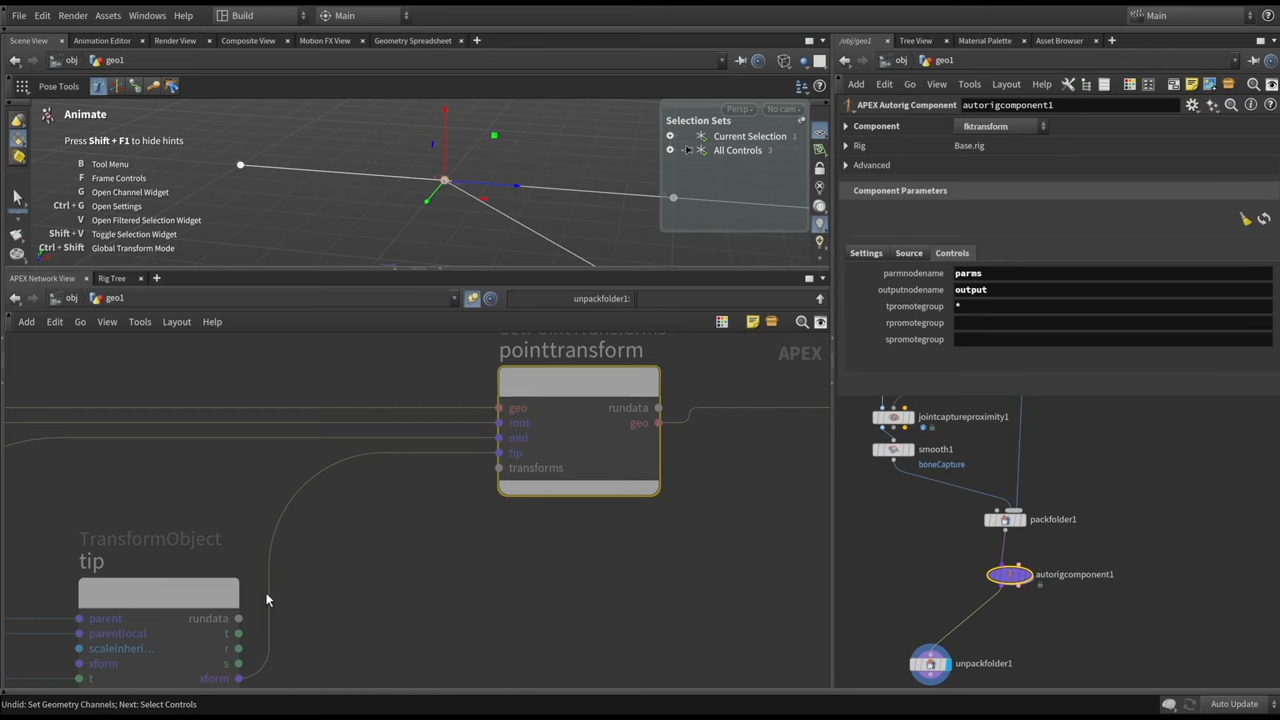 File Edit Render Assets Windows Help Build Main Main
Scene View Animation Editor Render View Composite View Motion FX View Geometry Spreadsheet
obj geo1
Pose Tools
Animate
Press Shift + F1 to hide hints
B Tool Menu
F Frame Controls
G Open Channel Widget
Ctrl + G Open Settings
V Open Filtered Selection Widget
Shift + V Toggle Selection Widget
Ctrl + Shift Global Transform Mode
Persp No cam
Selection Sets
Current Selection 1
All Controls 3
APEX Network View Rig Tree
obj geo1 unpackfolder1:
Add Edit Go View Tools Layout Help
SetPointTransforms
pointtransform
APEX
geo rundata
root geo
mid
tip
transforms
TransformObject
tip
parent rundata
parentlocal t
scaleinheri... r
xform s
t xform
/obj/geo1 Tree View Material Palette Asset Browser
obj geo1
Add Edit Go View Tools Layout Help
APEX Autorig Component autorigcomponent1
Component fktransform
Rig Base.rig
Advanced
Component Parameters
Settings Source Controls
parmnodename parms
outputnodename output
tpromotegroup *
rpromotegroup
spromotegroup
jointcaptureproximity1
smooth1
boneCapture
packfolder1
autorigcomponent1
unpackfolder1
Undid: Set Geometry Channels; Next: Select Controls
Auto Update